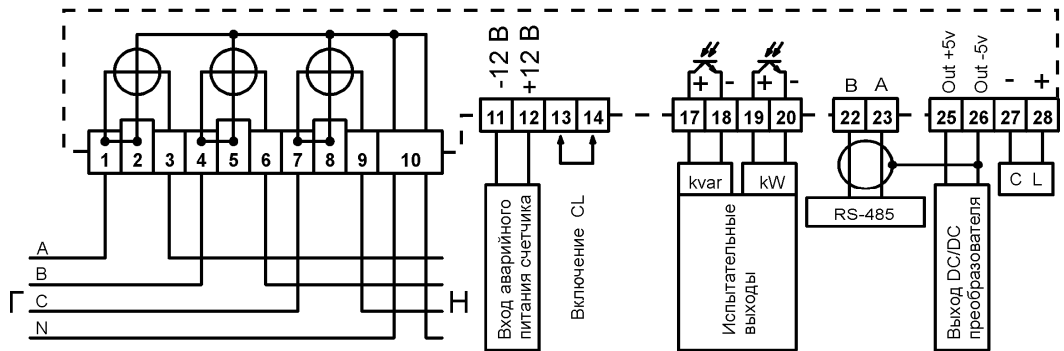 -12 В
+12 В
Out +5v
Out -5v
-
+
+
-
+
-
B
A
1
2
3
4
5
6
7
8
9
10
11
12
13
14
17
18
19
20
22
23
25
26
27
28
kvar
kW
C L
RS-485
Вход аварийного
питания счетчика
Включение CL
Испытательные
выходы
Выход DC/DC
преобразователя
A
B
C
N
Г
Н